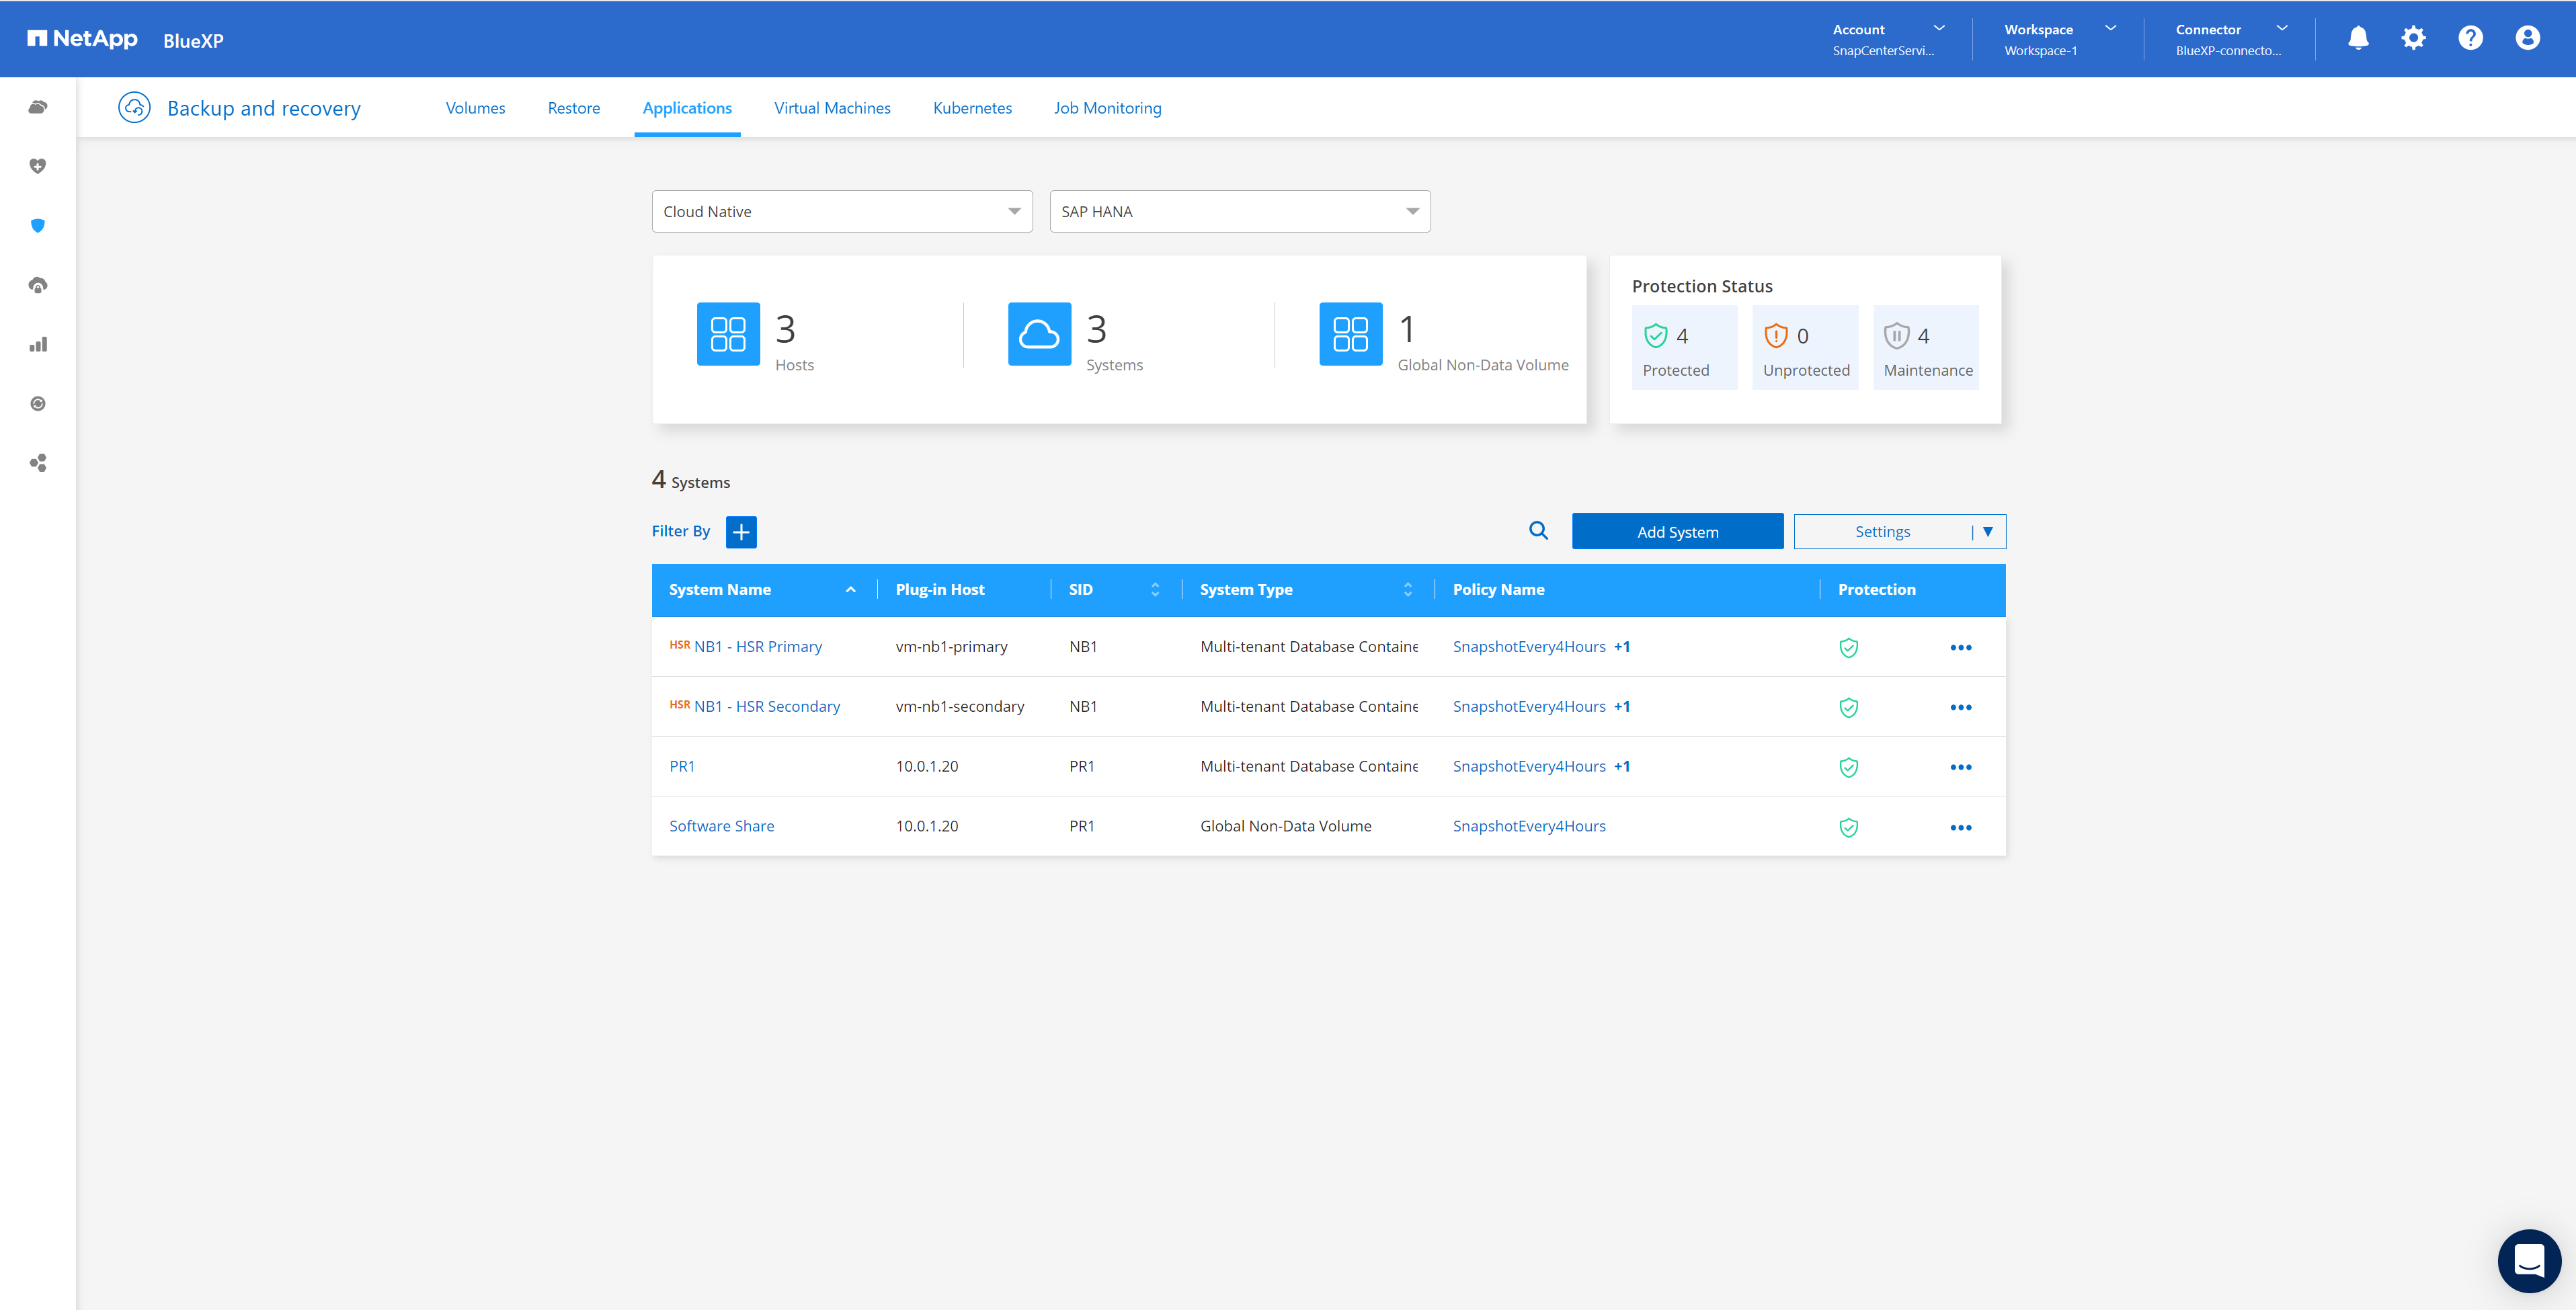 NetApp BlueXP
Account
SnapCenterServi...
Workspace
Workspace-1
Connector
BlueXP-connecto...
Backup and recovery
Volumes Restore Applications Virtual Machines Kubernetes Job Monitoring
Cloud Native
SAP HANA
3
Hosts
3
Systems
1
Global Non-Data Volume
Protection Status
4
Protected
0
Unprotected
4
Maintenance
4 Systems
Filter By
Add System
Settings
System Name Plug-in Host SID System Type Policy Name Protection
HSR NB1 - HSR Primary vm-nb1-primary NB1 Multi-tenant Database Containe SnapshotEvery4Hours +1
HSR NB1 - HSR Secondary vm-nb1-secondary NB1 Multi-tenant Database Containe SnapshotEvery4Hours +1
PR1 10.0.1.20 PR1 Multi-tenant Database Containe SnapshotEvery4Hours +1
Software Share 10.0.1.20 PR1 Global Non-Data Volume SnapshotEvery4Hours